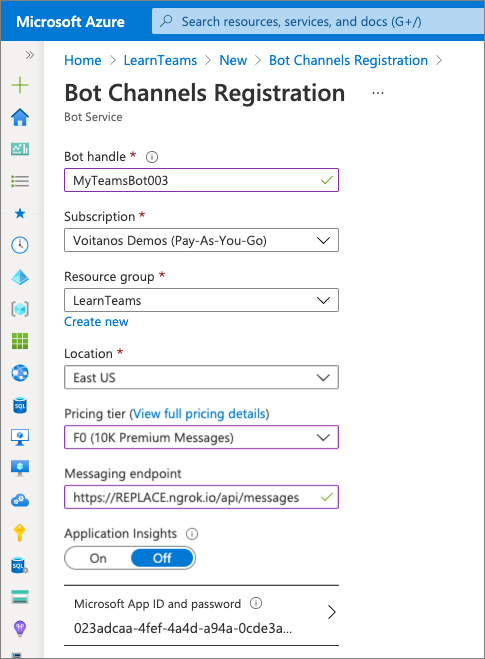 Microsoft Azure
Search resources, services, and docs (G+/)
Home > LearnTeams > New > Bot Channels Registration >
Bot Channels Registration ...
Bot Service
Bot handle *
MyTeamsBot003
Subscription *
Voitanos Demos (Pay-As-You-Go)
Resource group *
LearnTeams
Create new
Location *
East US
Pricing tier (View full pricing details)
F0 (10K Premium Messages)
Messaging endpoint
https://REPLACE.ngrok.io/api/messages
Application Insights
On Off
Microsoft App ID and password
023adcaa-4fef-4a4d-a94a-0cde3a...